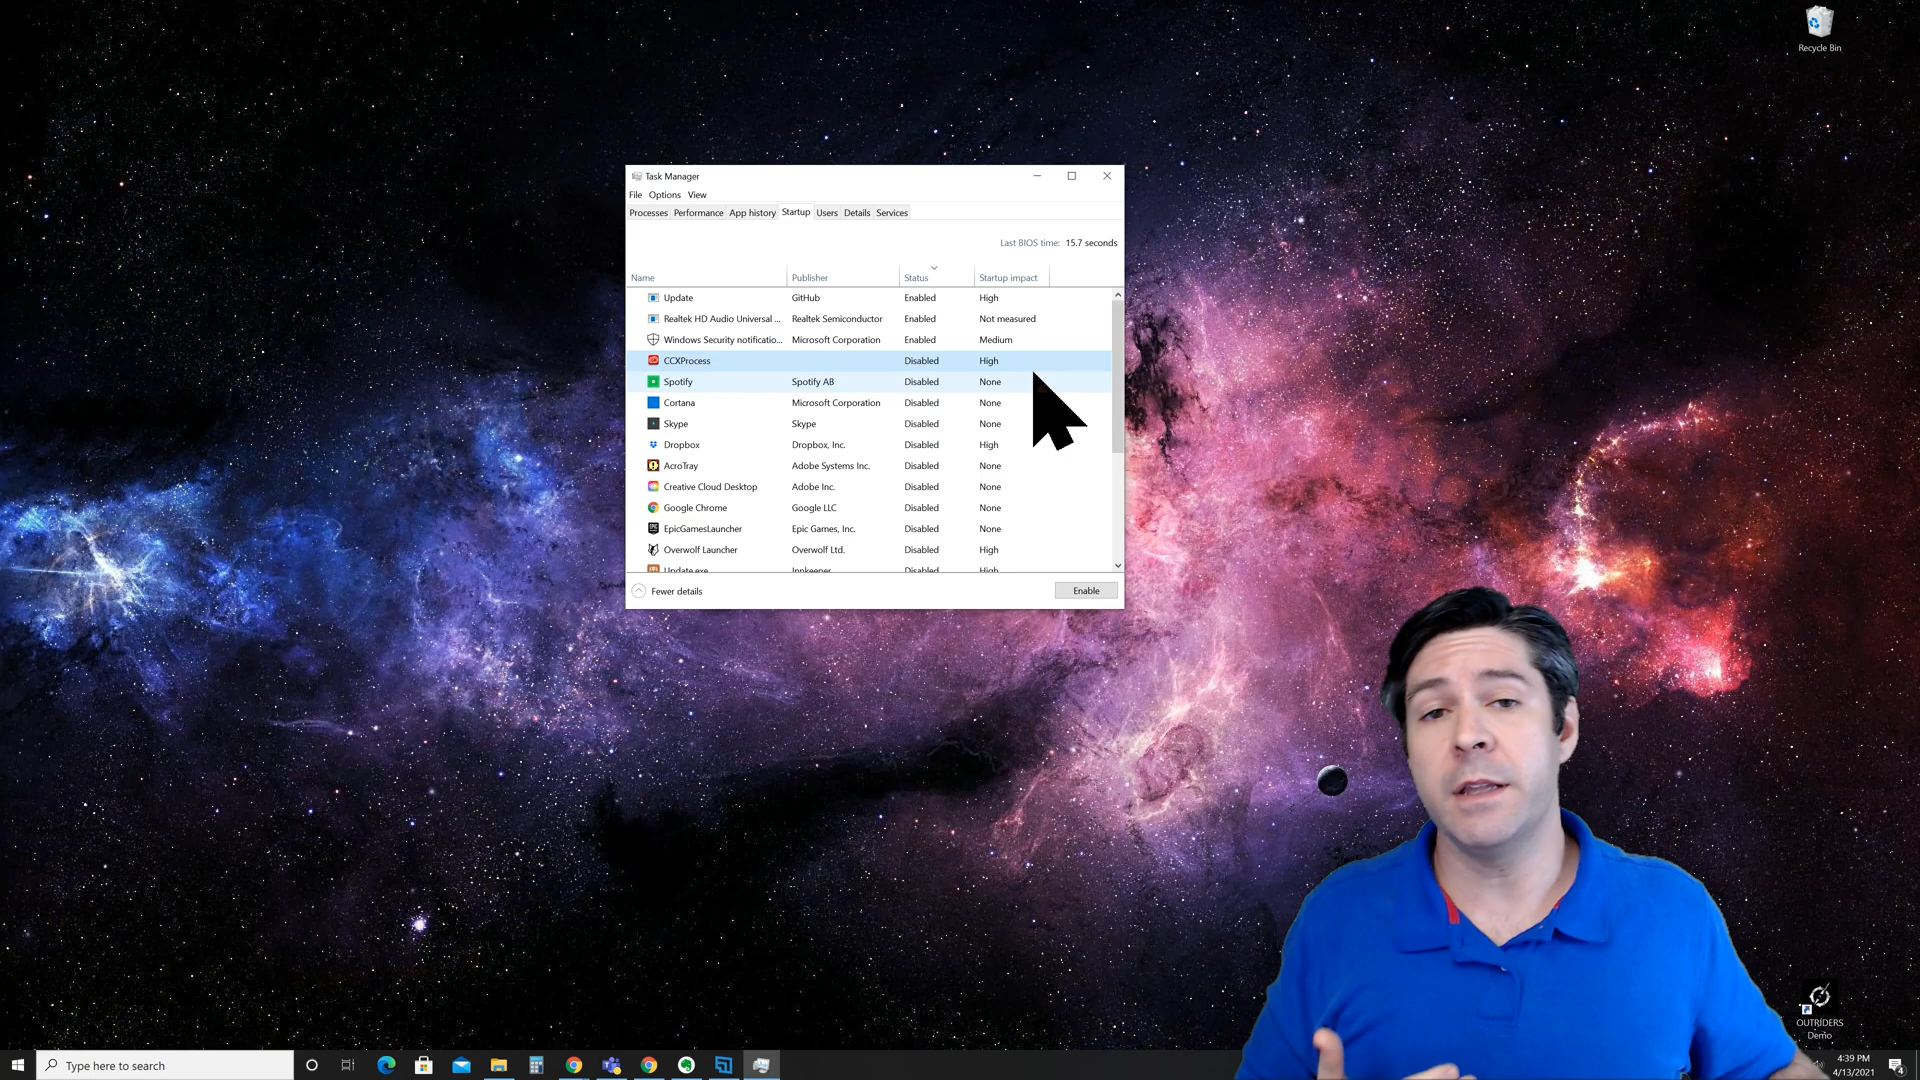 Recycle Bin
Task Manager
File Options View
Processes Performance App history Startup Users Details Services
Last BIOS time: 15.7 seconds
Name Publisher Status Startup impact
Update GitHub Enabled High
Realtek HD Audio Universal ... Realtek Semiconductor Enabled Not measured
Windows Security notificatio... Microsoft Corporation Enabled Medium
CCXProcess Disabled High
Spotify Spotify AB Disabled None
Cortana Microsoft Corporation Disabled None
Skype Skype Disabled None
Dropbox Dropbox, Inc. Disabled High
AcroTray Adobe Systems Inc. Disabled None
Creative Cloud Desktop Adobe Inc. Disabled None
Google Chrome Google LLC Disabled None
EpicGamesLauncher Epic Games, Inc. Disabled None
Overwolf Launcher Overwolf Ltd. Disabled High
Update.exe Innkeeper Disabled High
Fewer details Enable
OUTRIDERS
Demo
Type here to search
4:39 PM
4/13/2021
4